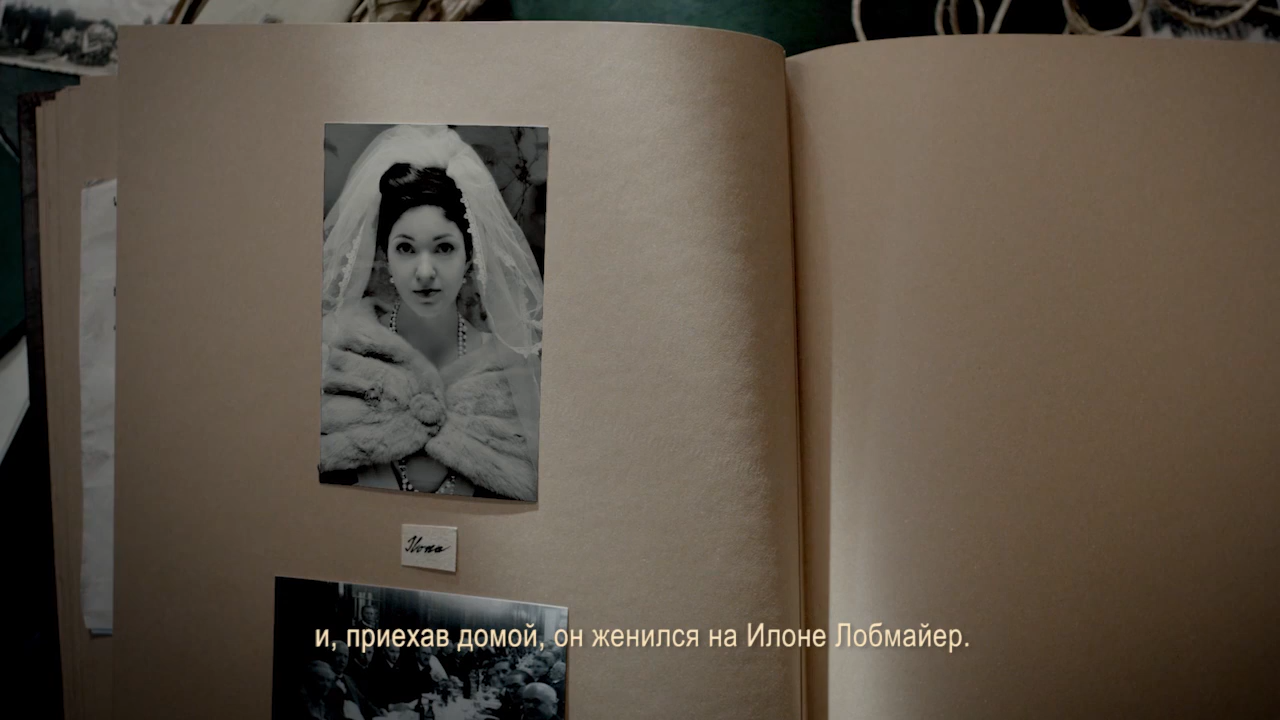 Ilona
и, приехав домой, он женился на Илоне Лобмайер.